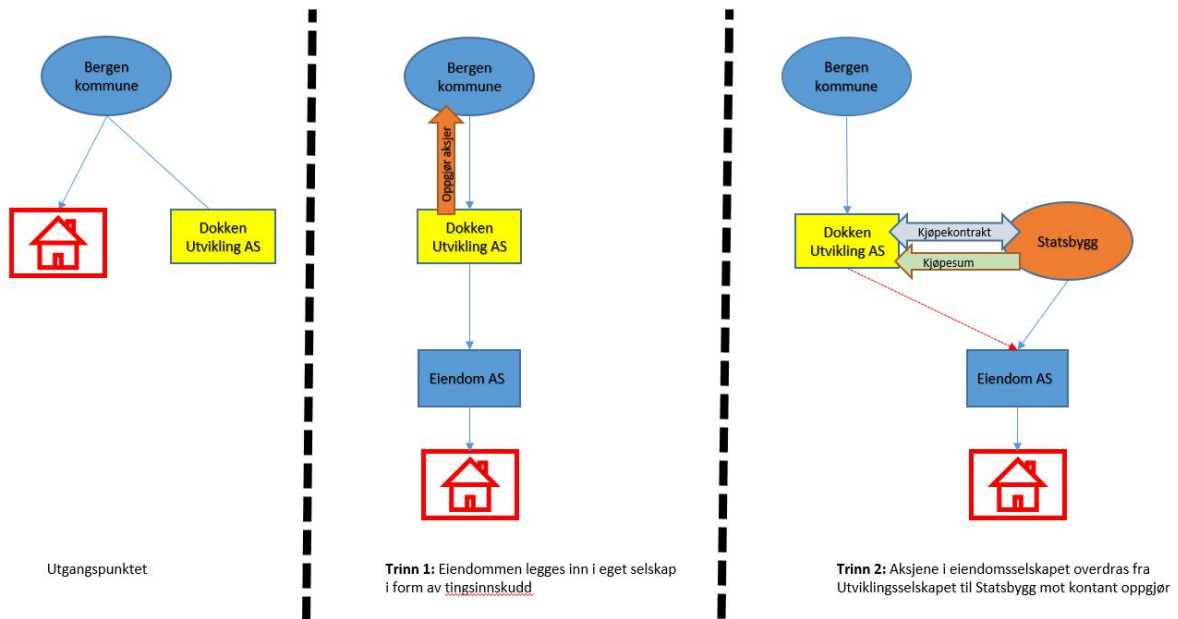 Bergen
kommune
Dokken
Utvikling AS
Utgangspunktet
Bergen
kommune
Oppgjør aksjer
Dokken
Utvikling AS
Eiendom AS
Trinn 1: Eiendommen legges inn i eget selskap
i form av tingsinnskudd
Bergen
kommune
Dokken
Utvikling AS
Kjøpekontrakt
Kjøpesum
Statsbygg
Eiendom AS
Trinn 2: Aksjene i eiendomsselskapet overdras fra
Utviklingsselskapet til Statsbygg mot kontant oppgjør